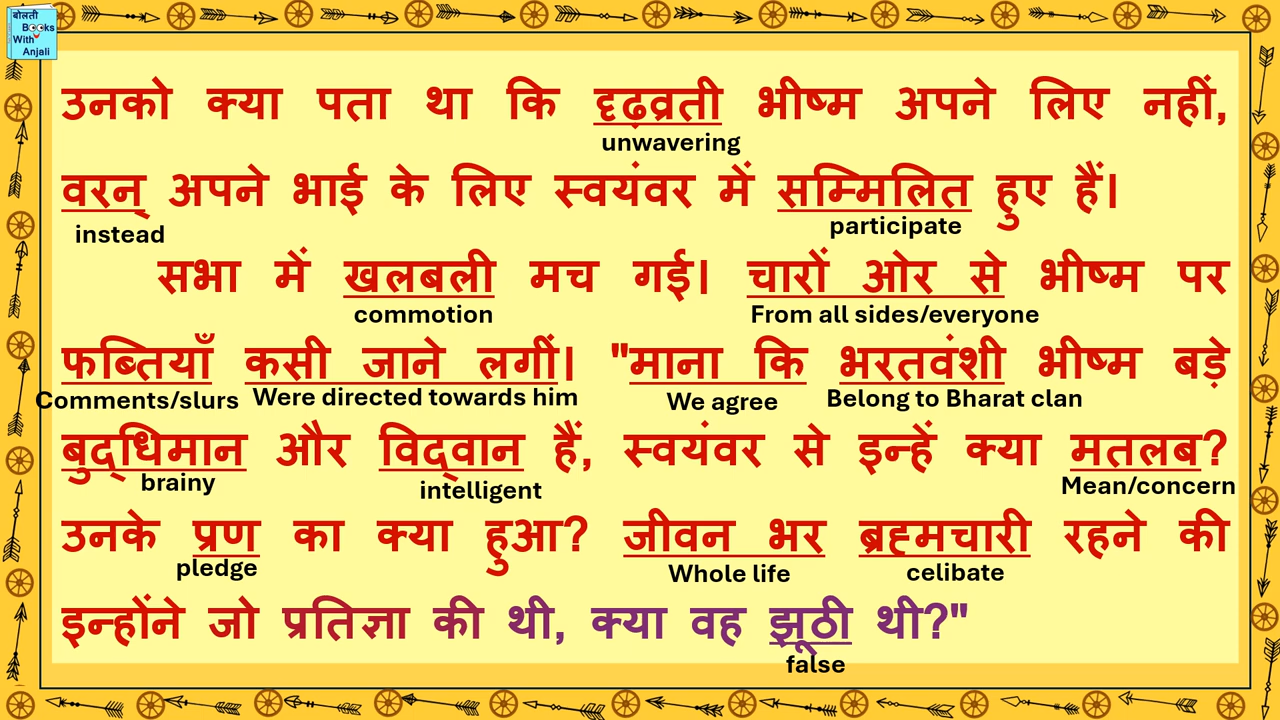 बोलती
Books
With
Anjali
उनको क्या पता था कि दृढ़व्रती भीष्म अपने लिए नहीं,
unwavering
वरन् अपने भाई के लिए स्वयंवर में सम्मिलित हुए हैं।
instead participate
सभा में खलबली मच गई। चारों ओर से भीष्म पर
commotion From all sides/everyone
फब्तियाँ कसी जाने लगीं। "माना कि भरतवंशी भीष्म बड़े
Comments/slurs Were directed towards him We agree Belong to Bharat clan
बुद्‌धिमान और विद्‌वान हैं, स्वयंवर से इन्हें क्या मतलब?
brainy intelligent Mean/concern
उनके प्रण का क्या हुआ? जीवन भर ब्रह्मचारी रहने की
pledge Whole life celibate
इन्होंने जो प्रतिज्ञा की थी, क्या वह झूठी थी?"
false